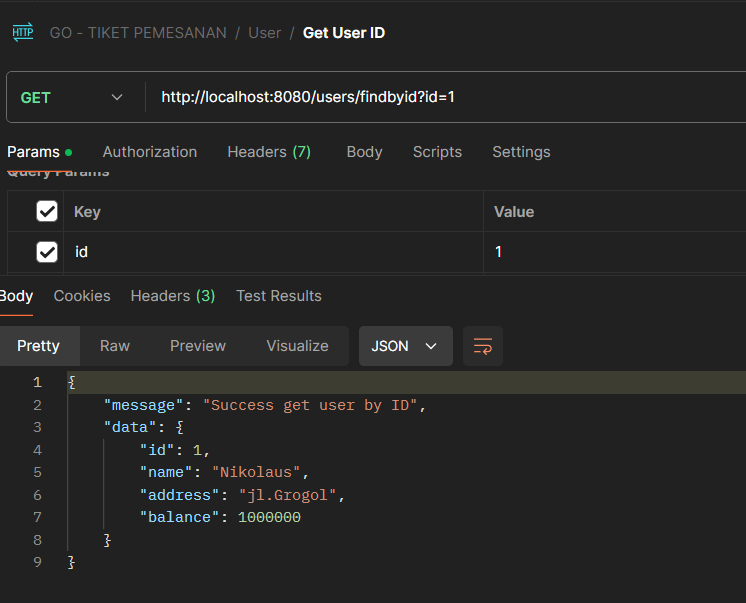 HTTP GO - TIKET PEMESANAN / User / Get User ID
GET http://localhost:8080/users/findbyid?id=1
Params Authorization Headers (7) Body Scripts Settings
Query Params
Key Value
id 1
Body Cookies Headers (3) Test Results
Pretty Raw Preview Visualize JSON
1 {
2 "message": "Success get user by ID",
3 "data": {
4 "id": 1,
5 "name": "Nikolaus",
6 "address": "jl.Grogol",
7 "balance": 1000000
8 }
9 }